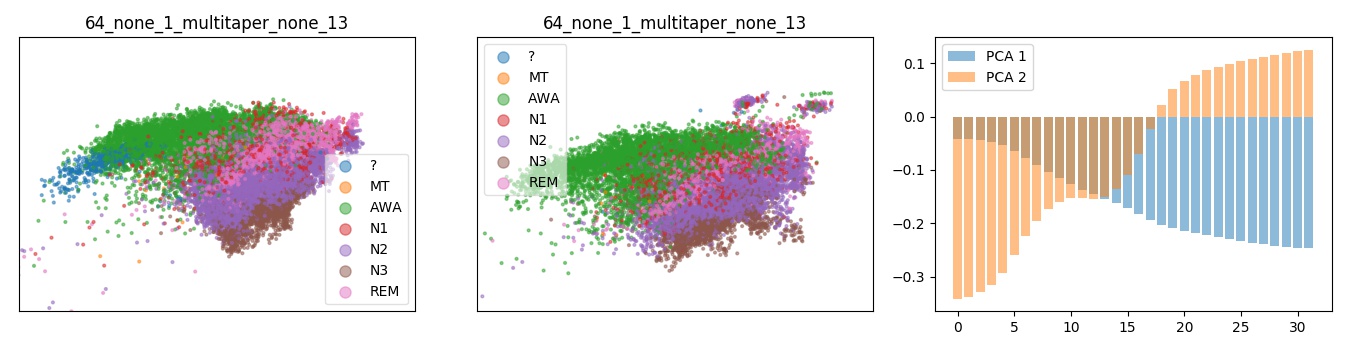 64_none_1_multitaper_none_13
?
MT
AWA
N1
N2
N3
REM
64_none_1_multitaper_none_13
?
MT
AWA
N1
N2
N3
REM
PCA 1
PCA 2
0.1
0.0
−0.1
−0.2
−0.3
0 5 10 15 20 25 30